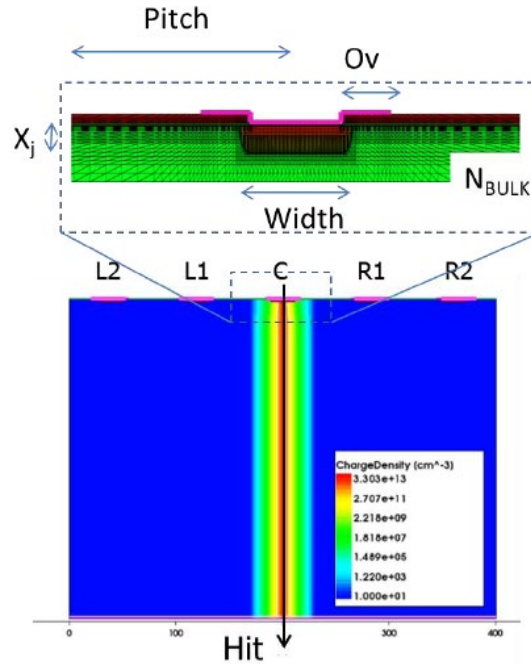 Pitch
Ov
Xj
NBULK
Width
L2 L1 C R1 R2
ChargeDensity (cm^-3)
3.303e+13
2.707e+11
2.218e+09
1.818e+07
1.489e+05
1.220e+03
1.000e+01
0 100 400
Hit